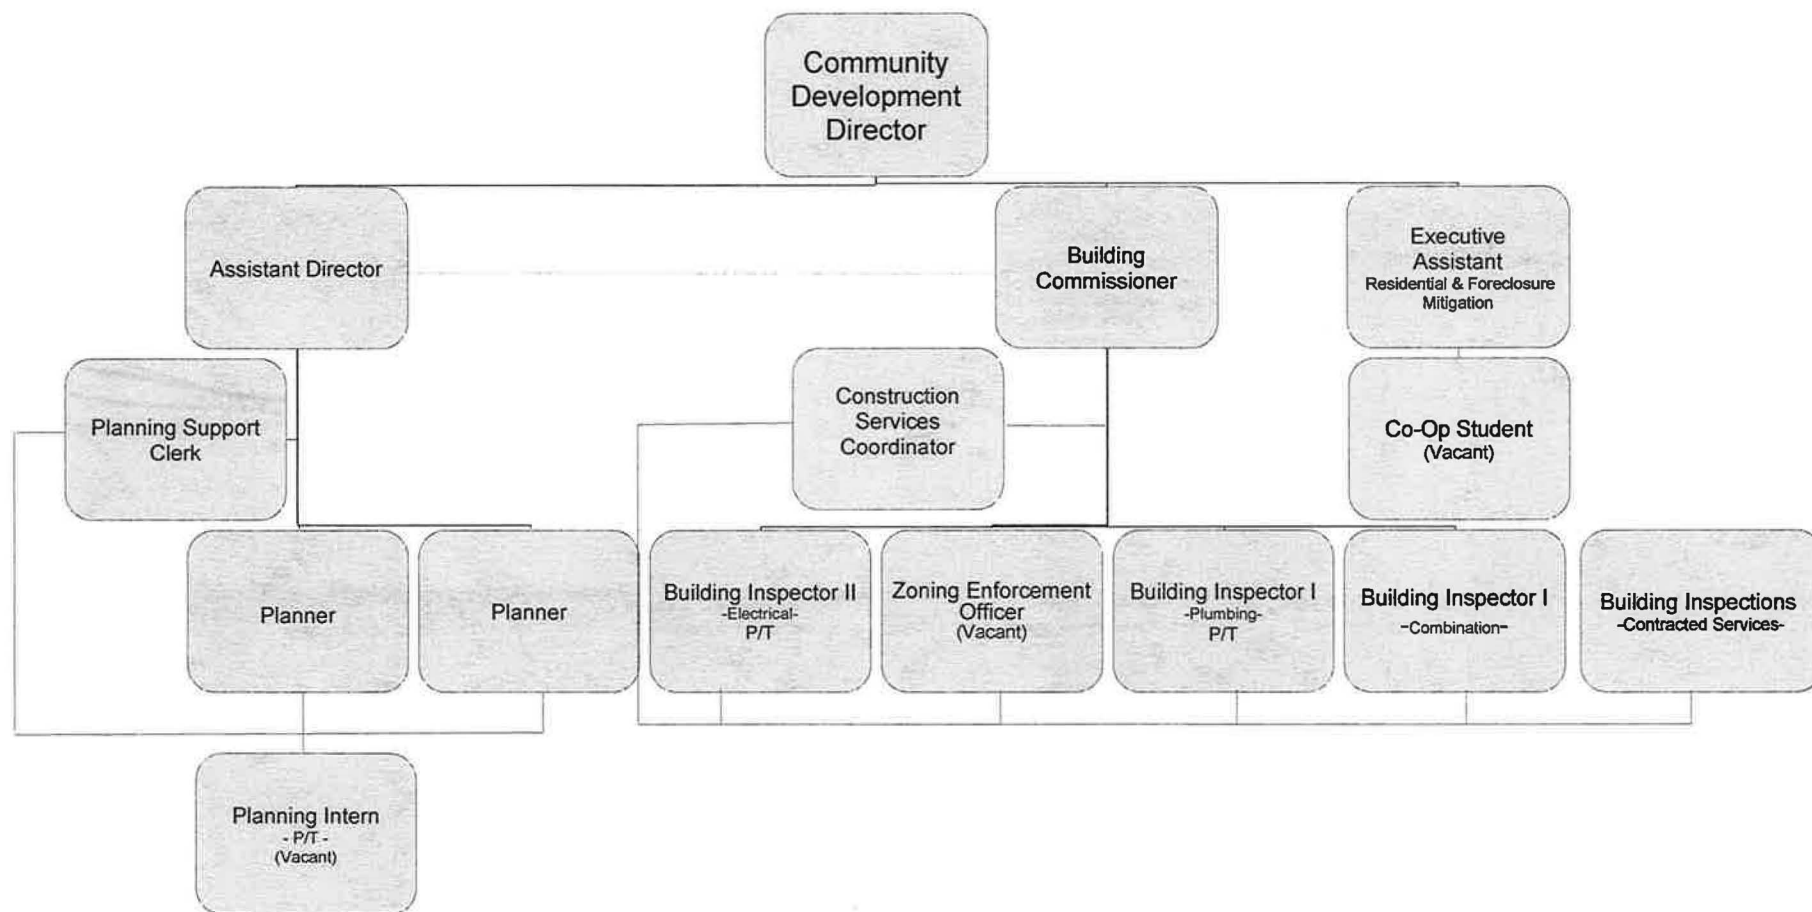 Community
Development
Director
Assistant Director
Building
Commissioner
Executive
Assistant
Residential & Foreclosure
Mitigation
Planning Support
Clerk
Construction
Services
Coordinator
Co-Op Student
(Vacant)
Planner
Planner
Building Inspector II
-Electrical-
P/T
Zoning Enforcement
Officer
(Vacant)
Building Inspector I
-Plumbing-
P/T
Building Inspector I
-Combination-
Building Inspections
-Contracted Services-
Planning Intern
- P/T -
(Vacant)